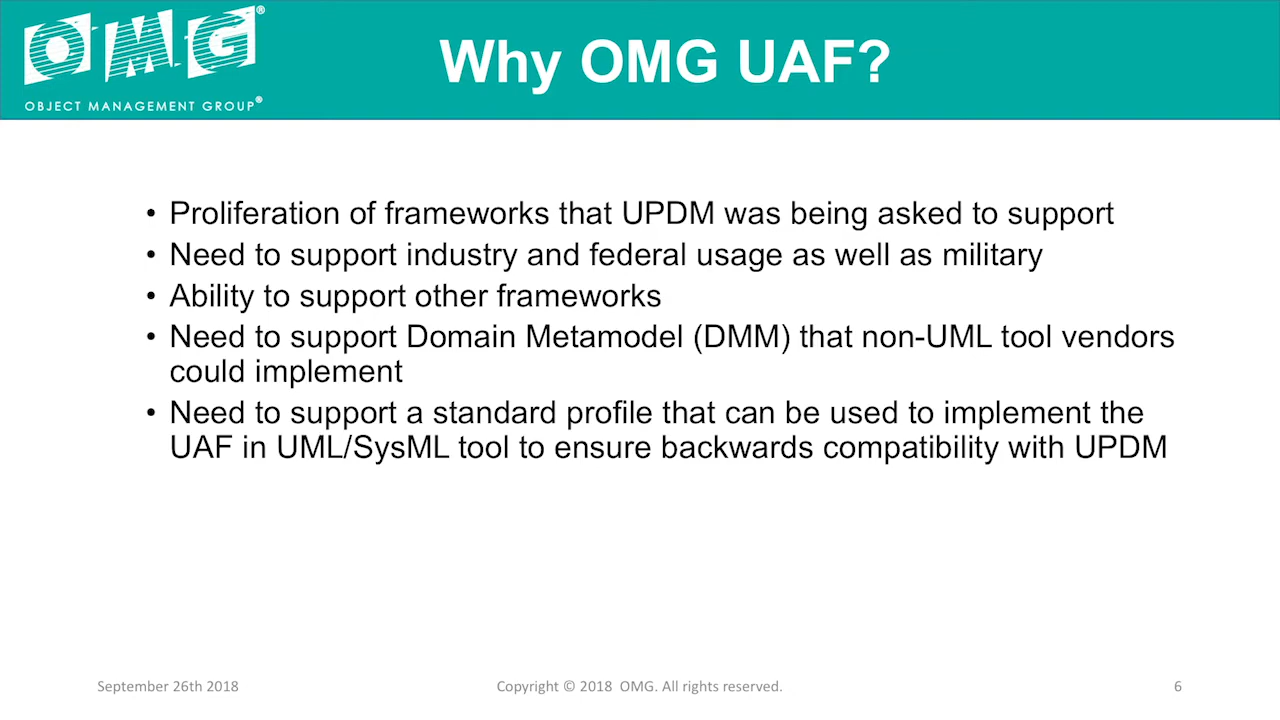 OMG®
OBJECT MANAGEMENT GROUP®
Why OMG UAF?
• Proliferation of frameworks that UPDM was being asked to support
• Need to support industry and federal usage as well as military
• Ability to support other frameworks
• Need to support Domain Metamodel (DMM) that non-UML tool vendors
could implement
• Need to support a standard profile that can be used to implement the
UAF in UML/SysML tool to ensure backwards compatibility with UPDM
September 26th 2018
Copyright © 2018  OMG. All rights reserved.
6